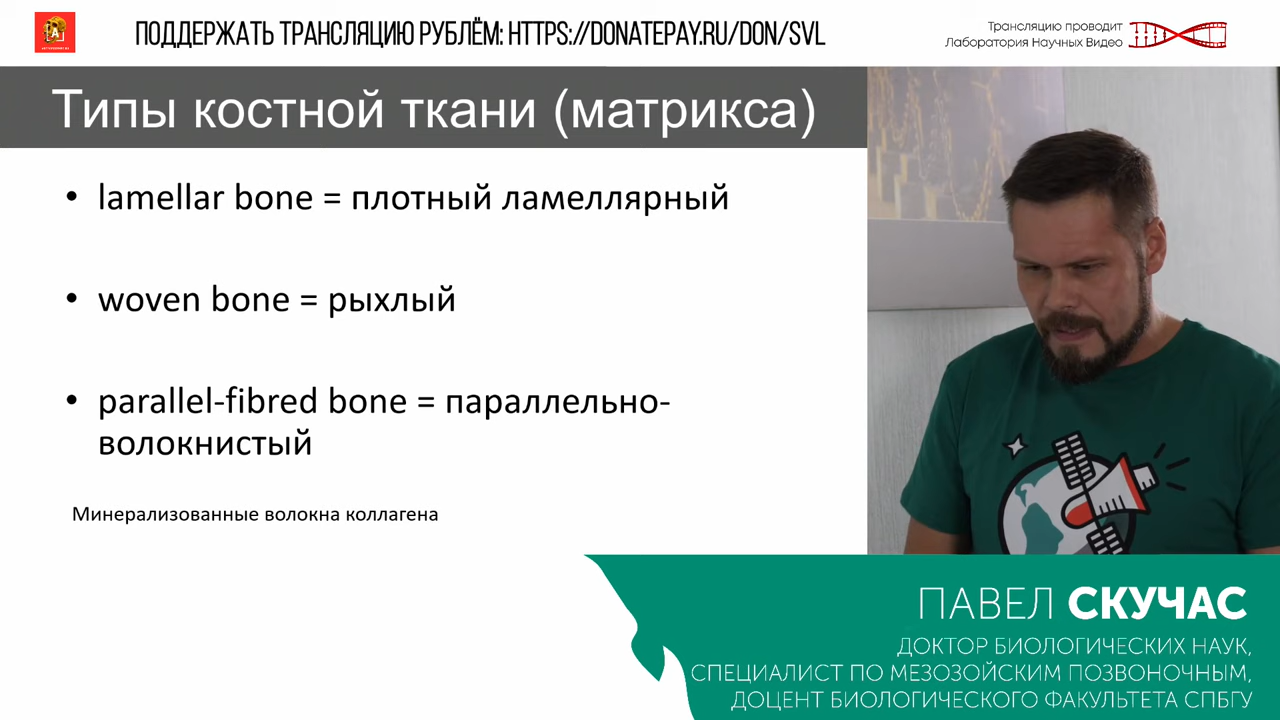 ПОДДЕРЖАТЬ ТРАНСЛЯЦИЮ РУБЛЁМ: HTTPS://DONATEPAY.RU/DON/SVL
Трансляцию проводит
Лаборатория Научных Видео
Типы костной ткани (матрикса)
• lamellar bone = плотный ламеллярный
• woven bone = рыхлый
• parallel-fibred bone = параллельно-
волокнистый
Минерализованные волокна коллагена
ПАВЕЛ СКУЧАС
ДОКТОР БИОЛОГИЧЕСКИХ НАУК,
СПЕЦИАЛИСТ ПО МЕЗОЗОЙСКИМ ПОЗВОНОЧНЫМ,
ДОЦЕНТ БИОЛОГИЧЕСКОГО ФАКУЛЬТЕТА СПБГУ